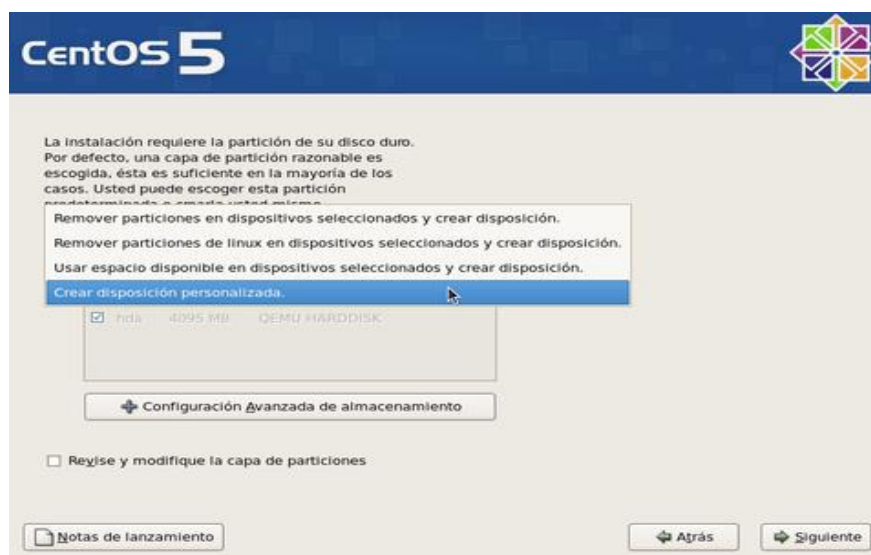 CentOS 5
La instalación requiere la partición de su disco duro.
Por defecto, una capa de partición razonable es
escogida, ésta es suficiente en la mayoría de los
casos. Usted puede escoger esta partición
predeterminada o crearla usted mismo.
Remover particiones en dispositivos seleccionados y crear disposición.
Remover particiones de linux en dispositivos seleccionados y crear disposición.
Usar espacio disponible en dispositivos seleccionados y crear disposición.
Crear disposición personalizada.
hda 4095 MB QEMU HARDDISK
Configuración Avanzada de almacenamiento
Revise y modifique la capa de particiones
Notas de lanzamiento
Atrás
Siguiente